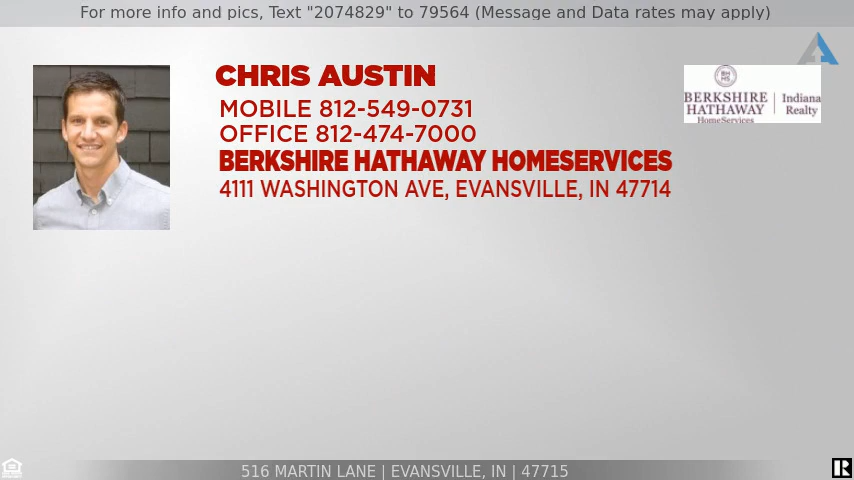 For more info and pics, Text "2074829" to 79564 (Message and Data rates may apply)
CHRIS AUSTIN
MOBILE 812-549-0731
OFFICE 812-474-7000
BERKSHIRE HATHAWAY HOMESERVICES
4111 WASHINGTON AVE, EVANSVILLE, IN 47714
BH
HS
BERKSHIRE
HATHAWAY
HomeServices
Indiana
Realty
516 MARTIN LANE | EVANSVILLE, IN | 47715